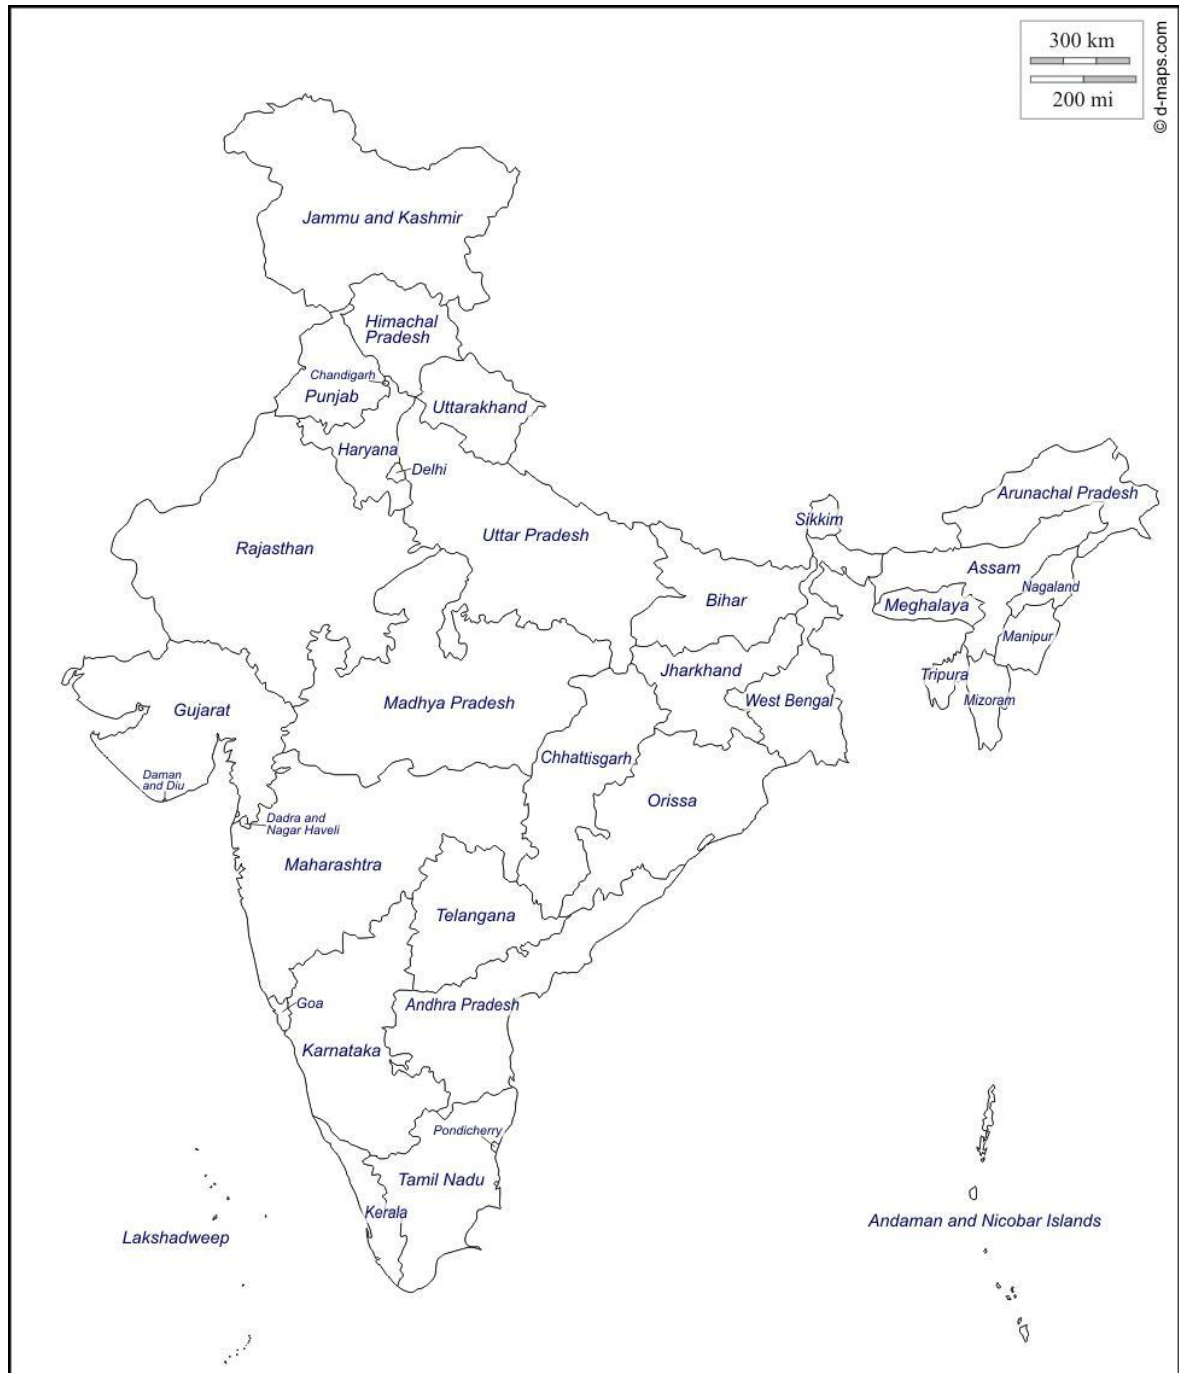 300 km
200 mi
© d-maps.com
Jammu and Kashmir
Himachal
Pradesh
Chandigarh
Punjab
Uttarakhand
Haryana
Delhi
Arunachal Pradesh
Sikkim
Uttar Pradesh
Rajasthan
Assam
Nagaland
Bihar
Meghalaya
Manipur
Jharkhand
Tripura
Mizoram
West Bengal
Madhya Pradesh
Gujarat
Chhattisgarh
Daman
and Diu
Orissa
Dadra and
Nagar Haveli
Maharashtra
Telangana
Goa
Andhra Pradesh
Karnataka
Pondicherry
Tamil Nadu
Kerala
Andaman and Nicobar Islands
Lakshadweep